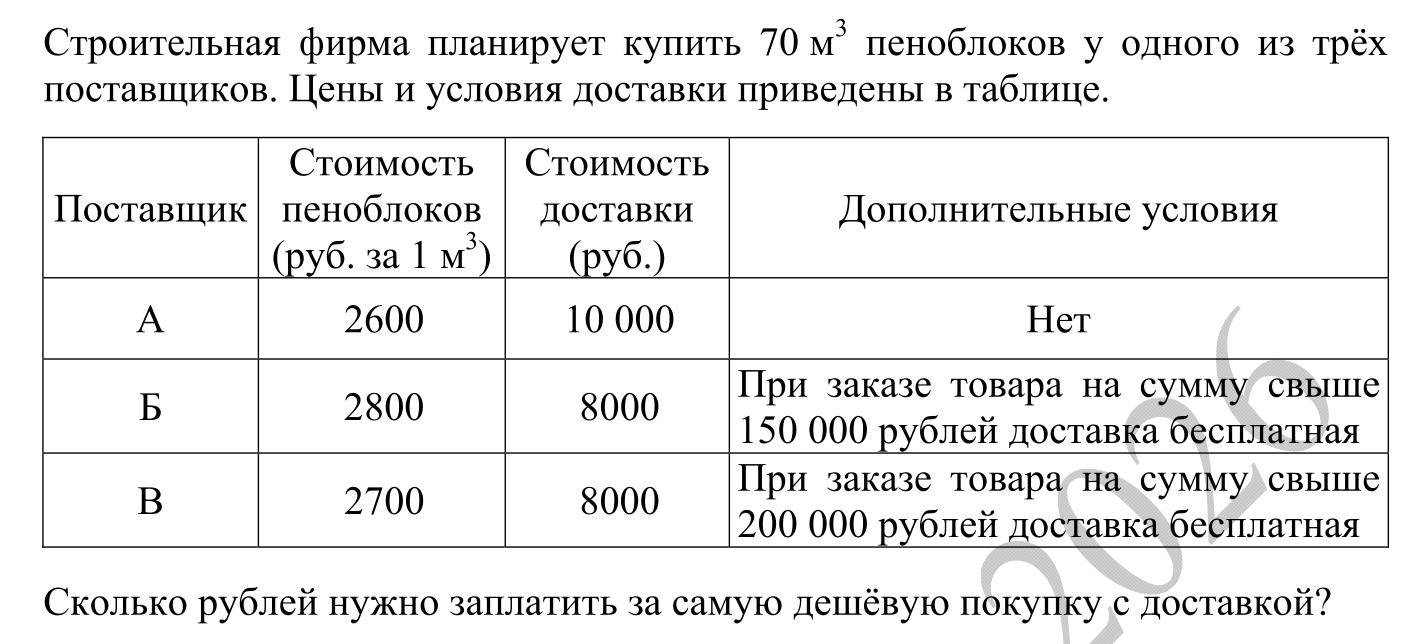 Строительная фирма планирует купить 70 м³ пеноблоков у одного из трёх
поставщиков. Цены и условия доставки приведены в таблице.
Поставщик
Стоимость
пеноблоков
(руб. за 1 м³)
Стоимость
доставки
(руб.)
Дополнительные условия
А
2600
10 000
Нет
Б
2800
8000
При заказе товара на сумму свыше
150 000 рублей доставка бесплатная
В
2700
8000
При заказе товара на сумму свыше
200 000 рублей доставка бесплатная
Сколько рублей нужно заплатить за самую дешёвую покупку с доставкой?
2026